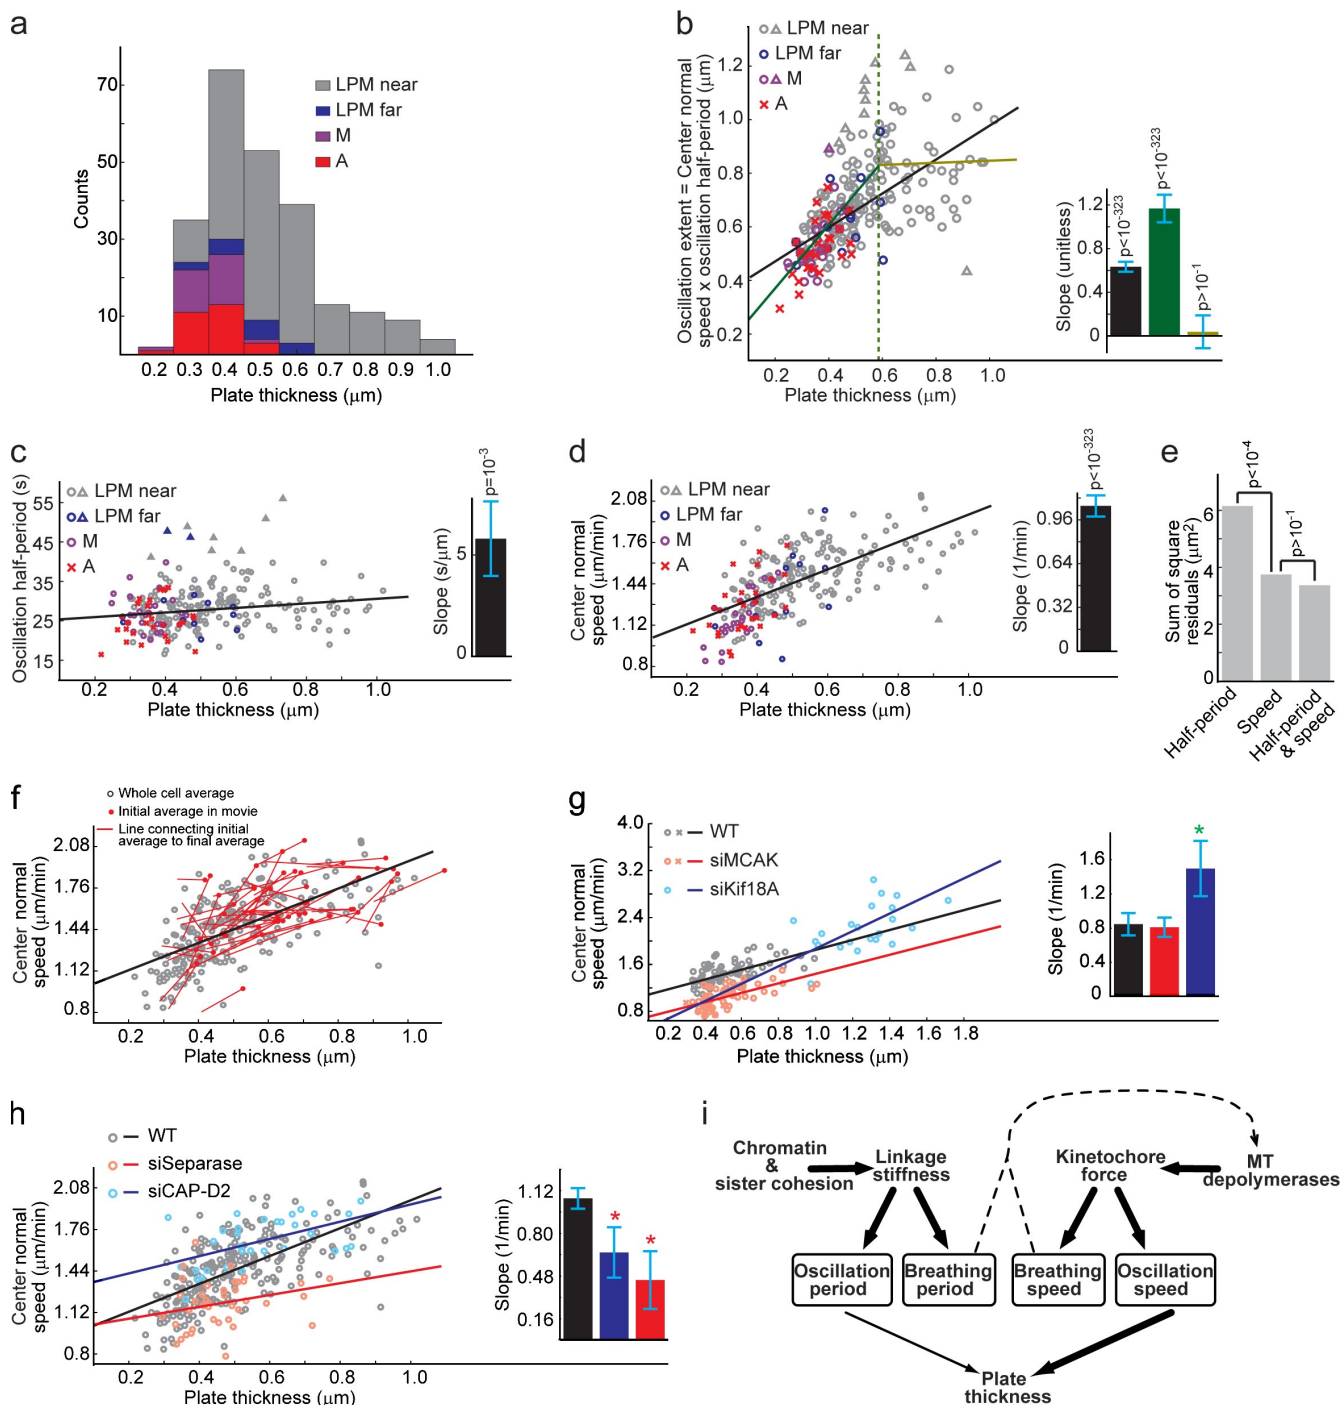 a
Counts
70
50
30
10
LPM near
LPM far
M
A
0.2 0.3 0.4 0.5 0.6 0.7 0.8 0.9 1.0
Plate thickness (μm)
b
Oscillation extent = Center normal
speed x oscillation half-period (μm)
1.2
1.0
0.8
0.6
0.4
0.2
LPM near
LPM far
M
A
0.2 0.4 0.6 0.8 1.0
Plate thickness (μm)
Slope (unitless)
1.2
0.8
0.4
0
p<10-323
p<10-323
p>10-1
c
Oscillation half-period (s)
55
45
35
25
15
LPM near
LPM far
M
A
0.2 0.4 0.6 0.8 1.0
Plate thickness (μm)
Slope (s/μm)
5
0
p=10-3
d
Center normal
speed (μm/min)
2.08
1.76
1.44
1.12
0.8
LPM near
LPM far
M
A
0.2 0.4 0.6 0.8 1.0
Plate thickness (μm)
Slope (1/min)
0.96
0.64
0.32
0
p<10-323
e
Sum of square
residuals (μm2)
6
4
2
0
p<10-4
p>10-1
Half-period
Speed
Half-period
& speed
f
Whole cell average
Initial average in movie
Line connecting initial
average to final average
Center normal
speed (μm/min)
2.08
1.76
1.44
1.12
0.8
0.2 0.4 0.6 0.8 1.0
Plate thickness (μm)
g
Center normal
speed (μm/min)
4.0
3.2
2.4
1.6
0.8
WT
siMCAK
siKif18A
0.2 0.4 0.6 0.8 1.0 1.2 1.4 1.6 1.8
Plate thickness (μm)
Slope (1/min)
1.6
1.2
0.8
0.4
0
*
h
Center normal
speed (μm/min)
2.08
1.76
1.44
1.12
0.8
WT
siSeparase
siCAP-D2
0.2 0.4 0.6 0.8 1.0
Plate thickness (μm)
Slope (1/min)
1.12
0.80
0.48
0.16
*
*
i
Chromatin
&
sister cohesion
Linkage
stiffness
Kinetochore
force
MT
depolymerases
Oscillation
period
Breathing
period
Breathing
speed
Oscillation
speed
Plate
thickness